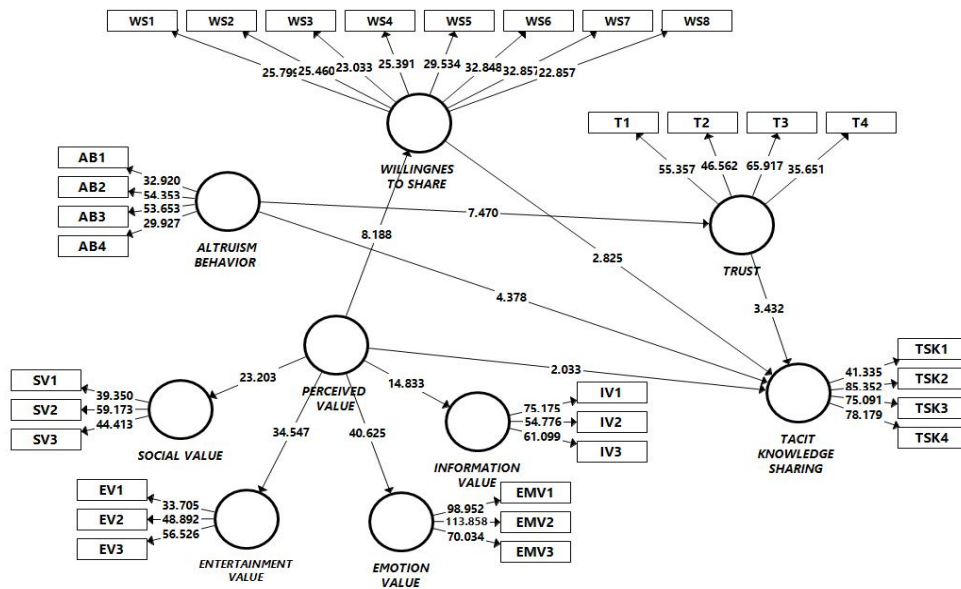 WS1 WS2 WS3 WS4 WS5 WS6 WS7 WS8
25.799 25.460 23.033 25.391 29.534 32.848 32.857 22.857
WILLINGNES
TO SHARE
T1 T2 T3 T4
55.357 46.562 65.917 35.651
TRUST
AB1
AB2
AB3
AB4
32.920
54.353
53.653
29.927
ALTRUISM
BEHAVIOR
7.470
8.188
2.825
4.378
3.432
2.033
PERCEIVED
VALUE
23.203
14.833
34.547
40.625
SV1
SV2
SV3
39.350
59.173
44.413
SOCIAL VALUE
IV1
IV2
IV3
75.175
54.776
61.099
INFORMATION
VALUE
TSK1
TSK2
TSK3
TSK4
41.335
85.352
75.091
78.179
TACIT
KNOWLEDGE
SHARING
EV1
EV2
EV3
33.705
48.892
56.526
ENTERTAINMENT
VALUE
EMV1
EMV2
EMV3
98.952
113.858
70.034
EMOTION
VALUE